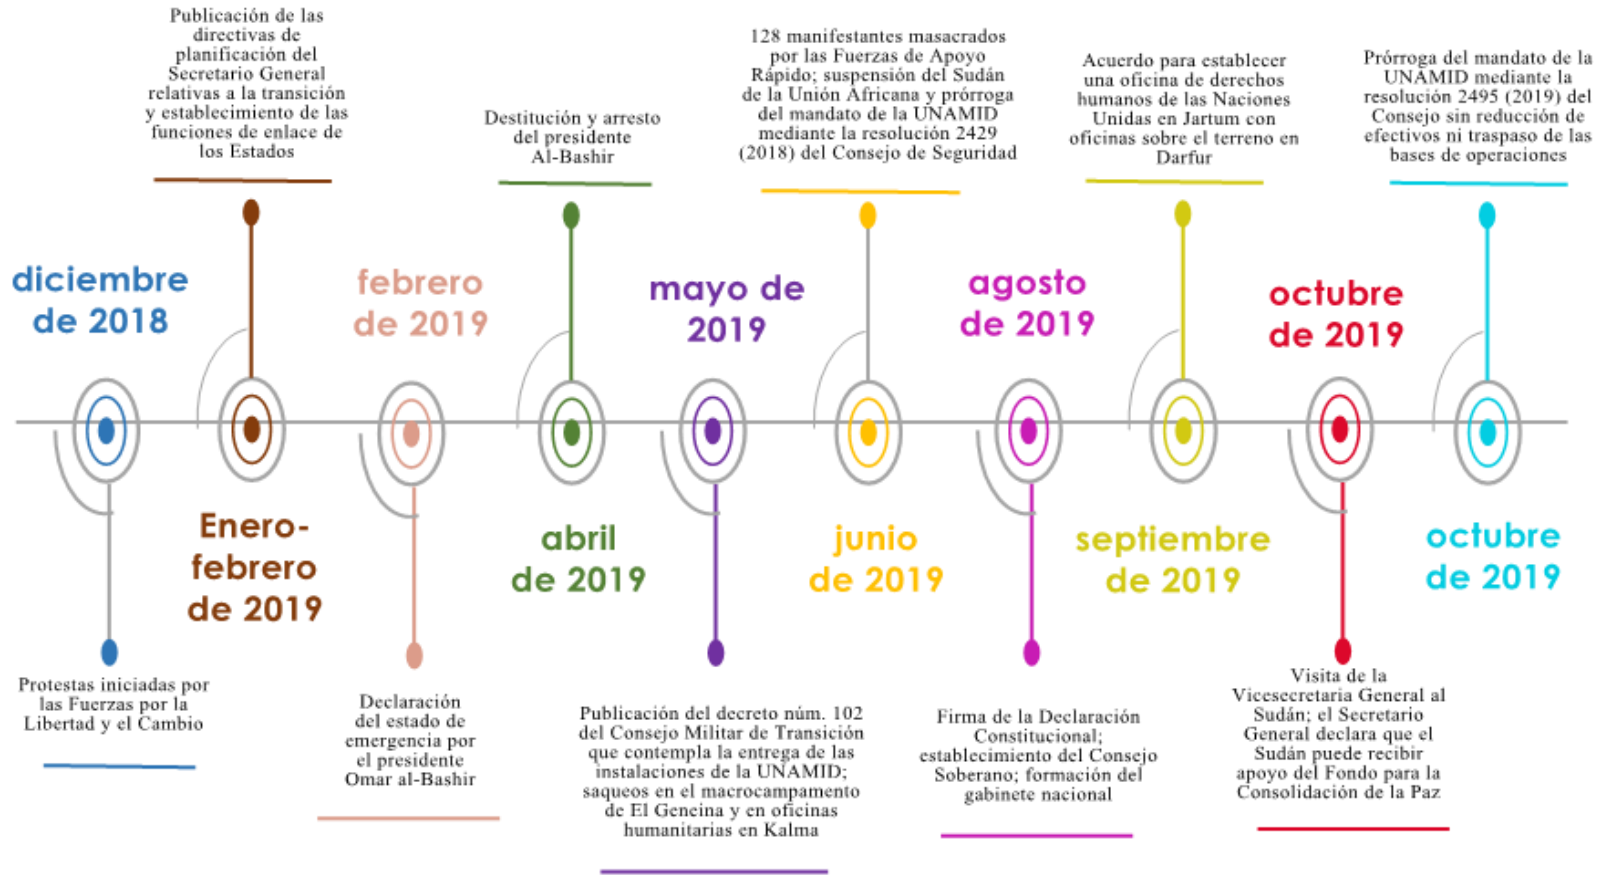 diciembre
de 2018
Protestas iniciadas por
las Fuerzas por la
Libertad y el Cambio
Publicación de las
directivas de
planificación del
Secretario General
relativas a la transición
y establecimiento de las
funciones de enlace de
los Estados
Enero-
febrero
de 2019
febrero
de 2019
Declaración
del estado de
emergencia por
el presidente
Omar al-Bashir
Destitución y arresto
del presidente
Al-Bashir
abril
de 2019
mayo de
2019
Publicación del decreto núm. 102
del Consejo Militar de Transición
que contempla la entrega de las
instalaciones de la UNAMID;
saqueos en el macrocampamento
de El Geneina y en oficinas
humanitarias en Kalma
128 manifestantes masacrados
por las Fuerzas de Apoyo
Rápido; suspensión del Sudán
de la Unión Africana y prórroga
del mandato de la UNAMID
mediante la resolución 2429
(2018) del Consejo de Seguridad
junio
de 2019
agosto
de 2019
Firma de la Declaración
Constitucional;
establecimiento del Consejo
Soberano; formación del
gabinete nacional
Acuerdo para establecer
una oficina de derechos
humanos de las Naciones
Unidas en Jartum con
oficinas sobre el terreno en
Darfur
septiembre
de 2019
octubre
de 2019
Visita de la
Vicesecretaria General al
Sudán; el Secretario
General declara que el
Sudán puede recibir
apoyo del Fondo para la
Consolidación de la Paz
Prórroga del mandato de la
UNAMID mediante la
resolución 2495 (2019) del
Consejo sin reducción de
efectivos ni traspaso de las
bases de operaciones
octubre
de 2019